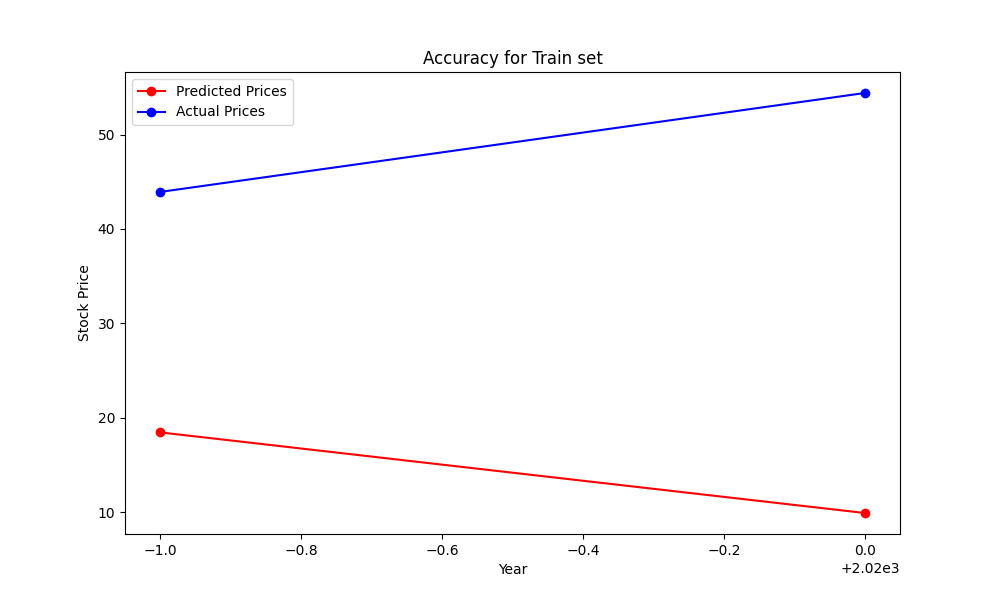 Accuracy for Train set
Predicted Prices
Actual Prices
50
40
30
20
10
Stock Price
−1.0 −0.8 −0.6 −0.4 −0.2 0.0
+2.02e3
Year